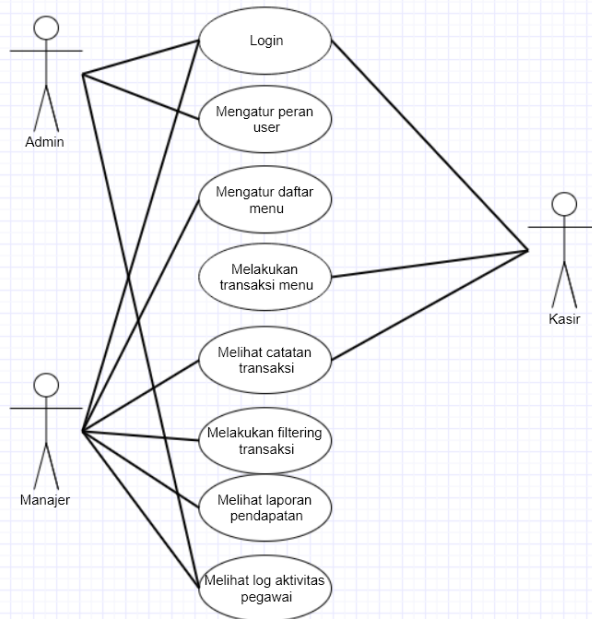 Login
Mengatur peran
user
Admin
Mengatur daftar
menu
Melakukan
transaksi menu
Kasir
Melihat catatan
transaksi
Melakukan filtering
transaksi
Manajer
Melihat laporan
pendapatan
Melihat log aktivitas
pegawai